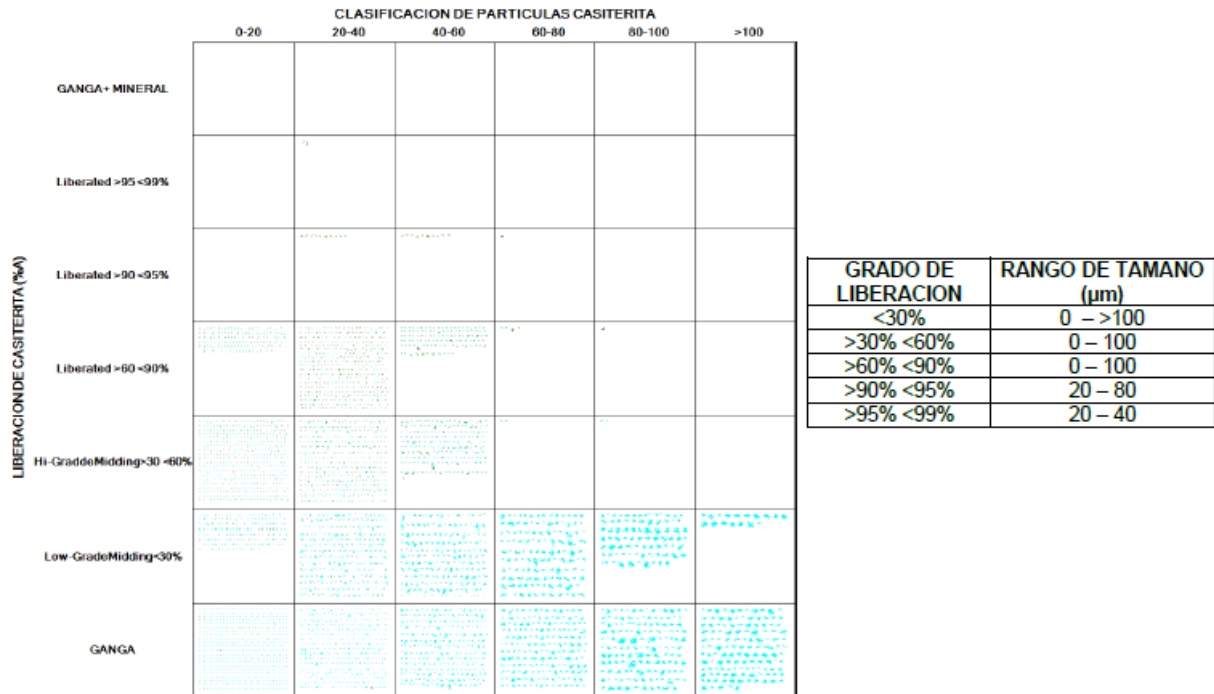 CLASIFICACION DE PARTICULAS CASITERITA
0-20 20-40 40-60 60-80 80-100 >100
LIBERACION DE CASITERITA (%A)
GANGA+ MINERAL
Liberated >95 <99%
Liberated >90 <95%
Liberated >60 <90%
Hi-GraddeMidding>30 <60%
Low-GradeMidding<30%
GANGA
GRADO DE LIBERACION RANGO DE TAMANO (µm)
<30% 0 – >100
>30% <60% 0 – 100
>60% <90% 0 – 100
>90% <95% 20 – 80
>95% <99% 20 – 40